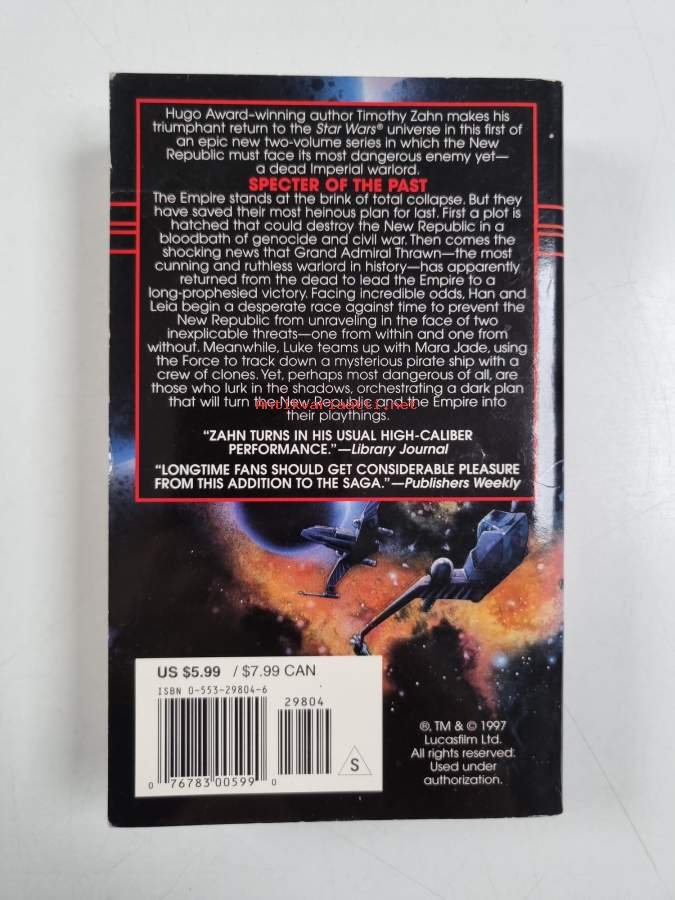 Hugo Award–winning author Timothy Zahn makes his
triumphant return to the Star Wars® universe in this first of
an epic new two-volume series in which the New
Republic must face its most dangerous enemy yet—
a dead Imperial warlord.
SPECTER OF THE PAST
The Empire stands at the brink of total collapse. But they
have saved their most heinous plan for last. First a plot is
hatched that could destroy the New Republic in a
bloodbath of genocide and civil war. Then comes the
shocking news that Grand Admiral Thrawn—the most
cunning and ruthless warlord in history—has apparently
returned from the dead to lead the Empire to a
long-prophesied victory. Facing incredible odds, Han and
Leia begin a desperate race against time to prevent the
New Republic from unraveling in the face of two
inexplicable threats—one from within and one from
without. Meanwhile, Luke teams up with Mara Jade, using
the Force to track down a mysterious pirate ship with a
crew of clones. Yet, perhaps most dangerous of all, are
those who lurk in the shadows, orchestrating a dark plan
that will turn the New Republic and the Empire into
their playthings.
“ZAHN TURNS IN HIS USUAL HIGH-CALIBER
PERFORMANCE.”—Library Journal
“LONGTIME FANS SHOULD GET CONSIDERABLE PLEASURE
FROM THIS ADDITION TO THE SAGA.”—Publishers Weekly
US $5.99 / $7.99 CAN
ISBN 0-553-29804-6
29804
0 76783 00599 0
S
®, TM & © 1997
Lucasfilm Ltd.
All rights reserved.
Used under
authorization.